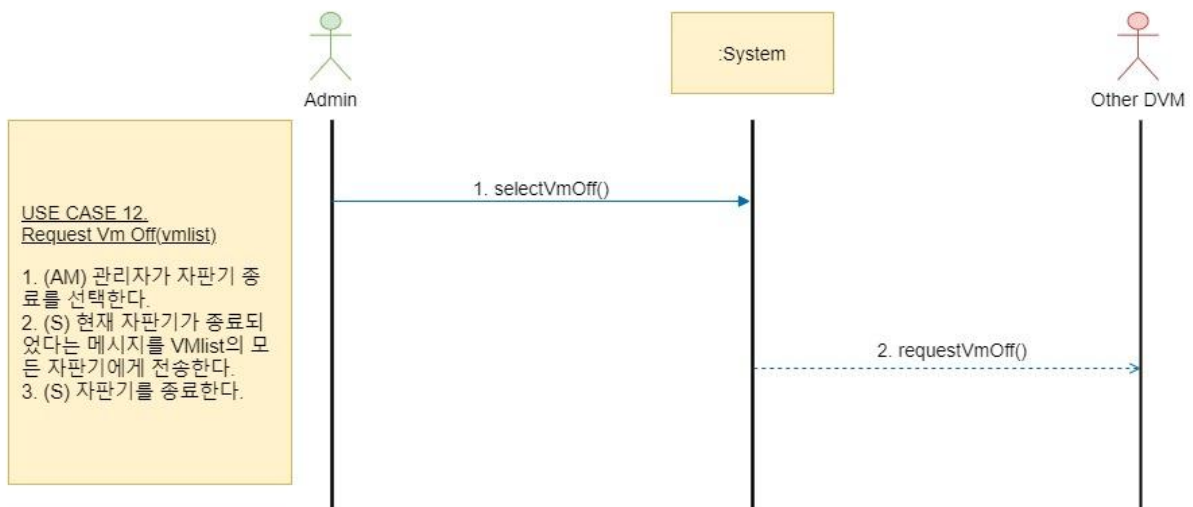 :System
Admin
Other DVM
1. selectVmOff()
USE CASE 12.
Request Vm Off(vmlist)
1. (AM) 관리자가 자판기 종
료를 선택한다.
2. (S) 현재 자판기가 종료되
었다는 메시지를 VMlist의 모
든 자판기에게 전송한다.
3. (S) 자판기를 종료한다.
2. requestVmOff()